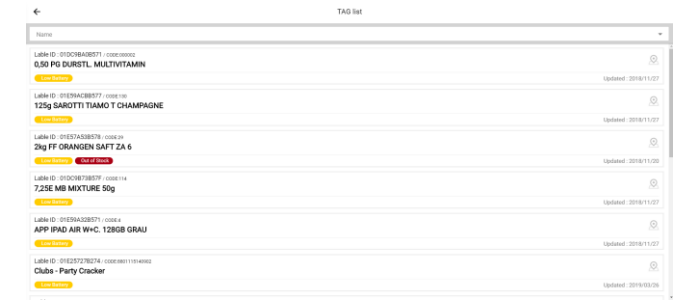 TAG list
Name
Lable ID : 01DC9BA0B571 / CODE:000002
0,50 PG DURSTL. MULTIVITAMIN
Low Battery
Updated : 2018/11/27
Lable ID : 01E59ACBB577 / CODE:100
125g SAROTTI TIAMO T CHAMPAGNE
Low Battery
Updated : 2018/11/27
Lable ID : 01E57A53B578 / CODE:29
2kg FF ORANGEN SAFT ZA 6
Low Battery Out of Stock
Updated : 2018/11/20
Lable ID : 01DC9B73B57F / CODE:114
7,25E MB MIXTURE 50g
Low Battery
Updated : 2018/11/27
Lable ID : 01E59A32B571 / CODE:4
APP IPAD AIR W+C. 128GB GRAU
Low Battery
Updated : 2018/11/27
Lable ID : 01E25727B274 /
Clubs - Party Cracker
Low Battery
Updated : 2019/03/26